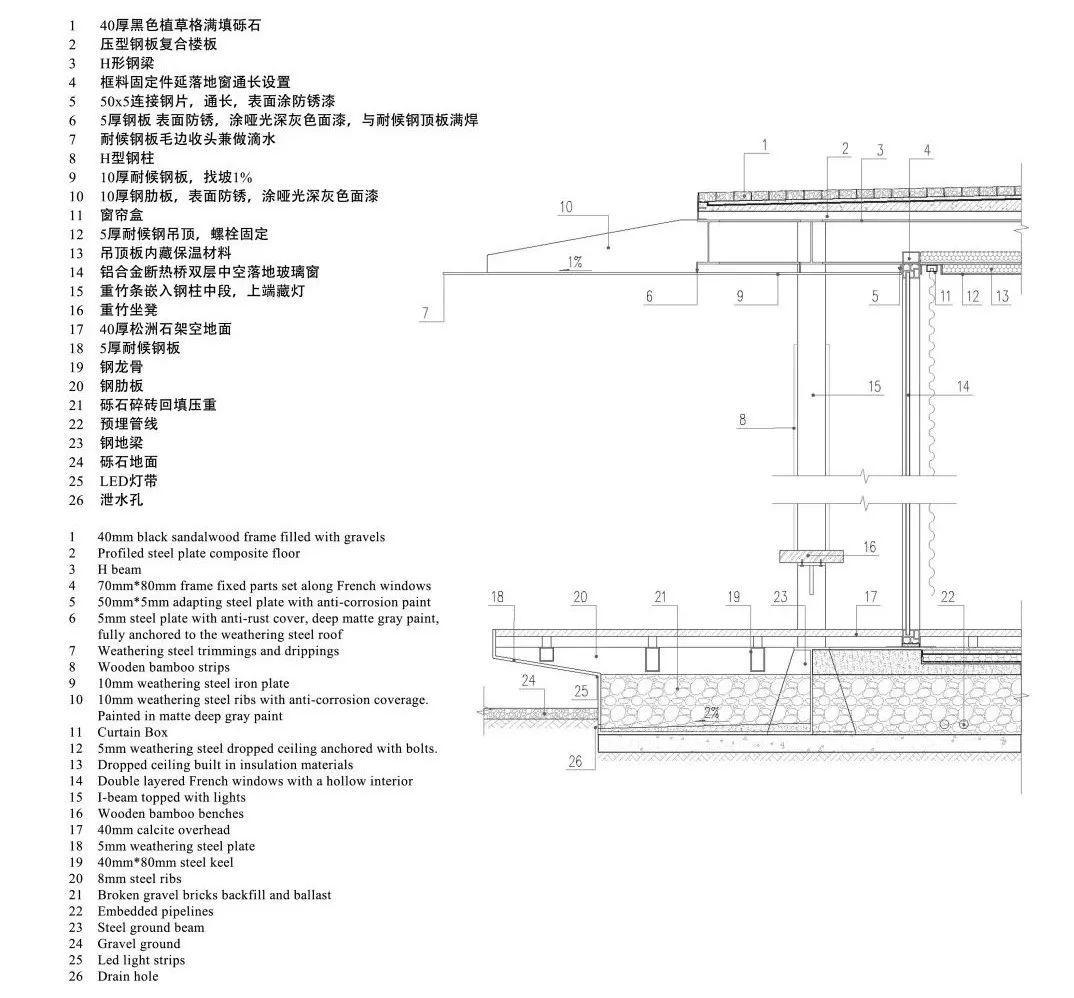 1 40厚黑色植草格满填砾石
2 压型钢板复合楼板
3 H形钢梁
4 框料固定件延落地窗通长设置
5 50x5连接钢片，通长，表面涂防锈漆
6 5厚钢板 表面防锈，涂哑光深灰色面漆，与耐候钢顶板满焊
7 耐候钢板毛边收头兼做滴水
8 H型钢柱
9 10厚耐候钢板，找坡1%
10 10厚钢肋板，表面防锈，涂哑光深灰色面漆
11 窗帘盒
12 5厚耐候钢吊顶，螺栓固定
13 吊顶板内藏保温材料
14 铝合金断热桥双层中空落地玻璃窗
15 重竹条嵌入钢柱中段，上端藏灯
16 重竹坐凳
17 40厚松洲石架空地面
18 5厚耐候钢板
19 钢龙骨
20 钢肋板
21 砾石碎砖回填压重
22 预埋管线
23 钢地梁
24 砾石地面
25 LED灯带
26 泄水孔
1 40mm black sandalwood frame filled with gravels
2 Profiled steel plate composite floor
3 H beam
4 70mm*80mm frame fixed parts set along French windows
5 50mm*5mm adapting steel plate with anti-corrosion paint
6 5mm steel plate with anti-rust cover, deep matte gray paint,
fully anchored to the weathering steel roof
7 Weathering steel trimmings and drippings
8 Wooden bamboo strips
9 10mm weathering steel iron plate
10 10mm weathering steel ribs with anti-corrosion coverage.
Painted in matte deep gray paint
11 Curtain Box
12 5mm weathering steel dropped ceiling anchored with bolts.
13 Dropped ceiling built in insulation materials
14 Double layered French windows with a hollow interior
15 I-beam topped with lights
16 Wooden bamboo benches
17 40mm calcite overhead
18 5mm weathering steel plate
19 40mm*80mm steel keel
20 8mm steel ribs
21 Broken gravel bricks backfill and ballast
22 Embedded pipelines
23 Steel ground beam
24 Gravel ground
25 Led light strips
26 Drain hole
1
2 3 4
10
1%
6 9 5 11 12 13
7
15 14
8
16
18 20 21 19 23 17 22
24
25
2%
26